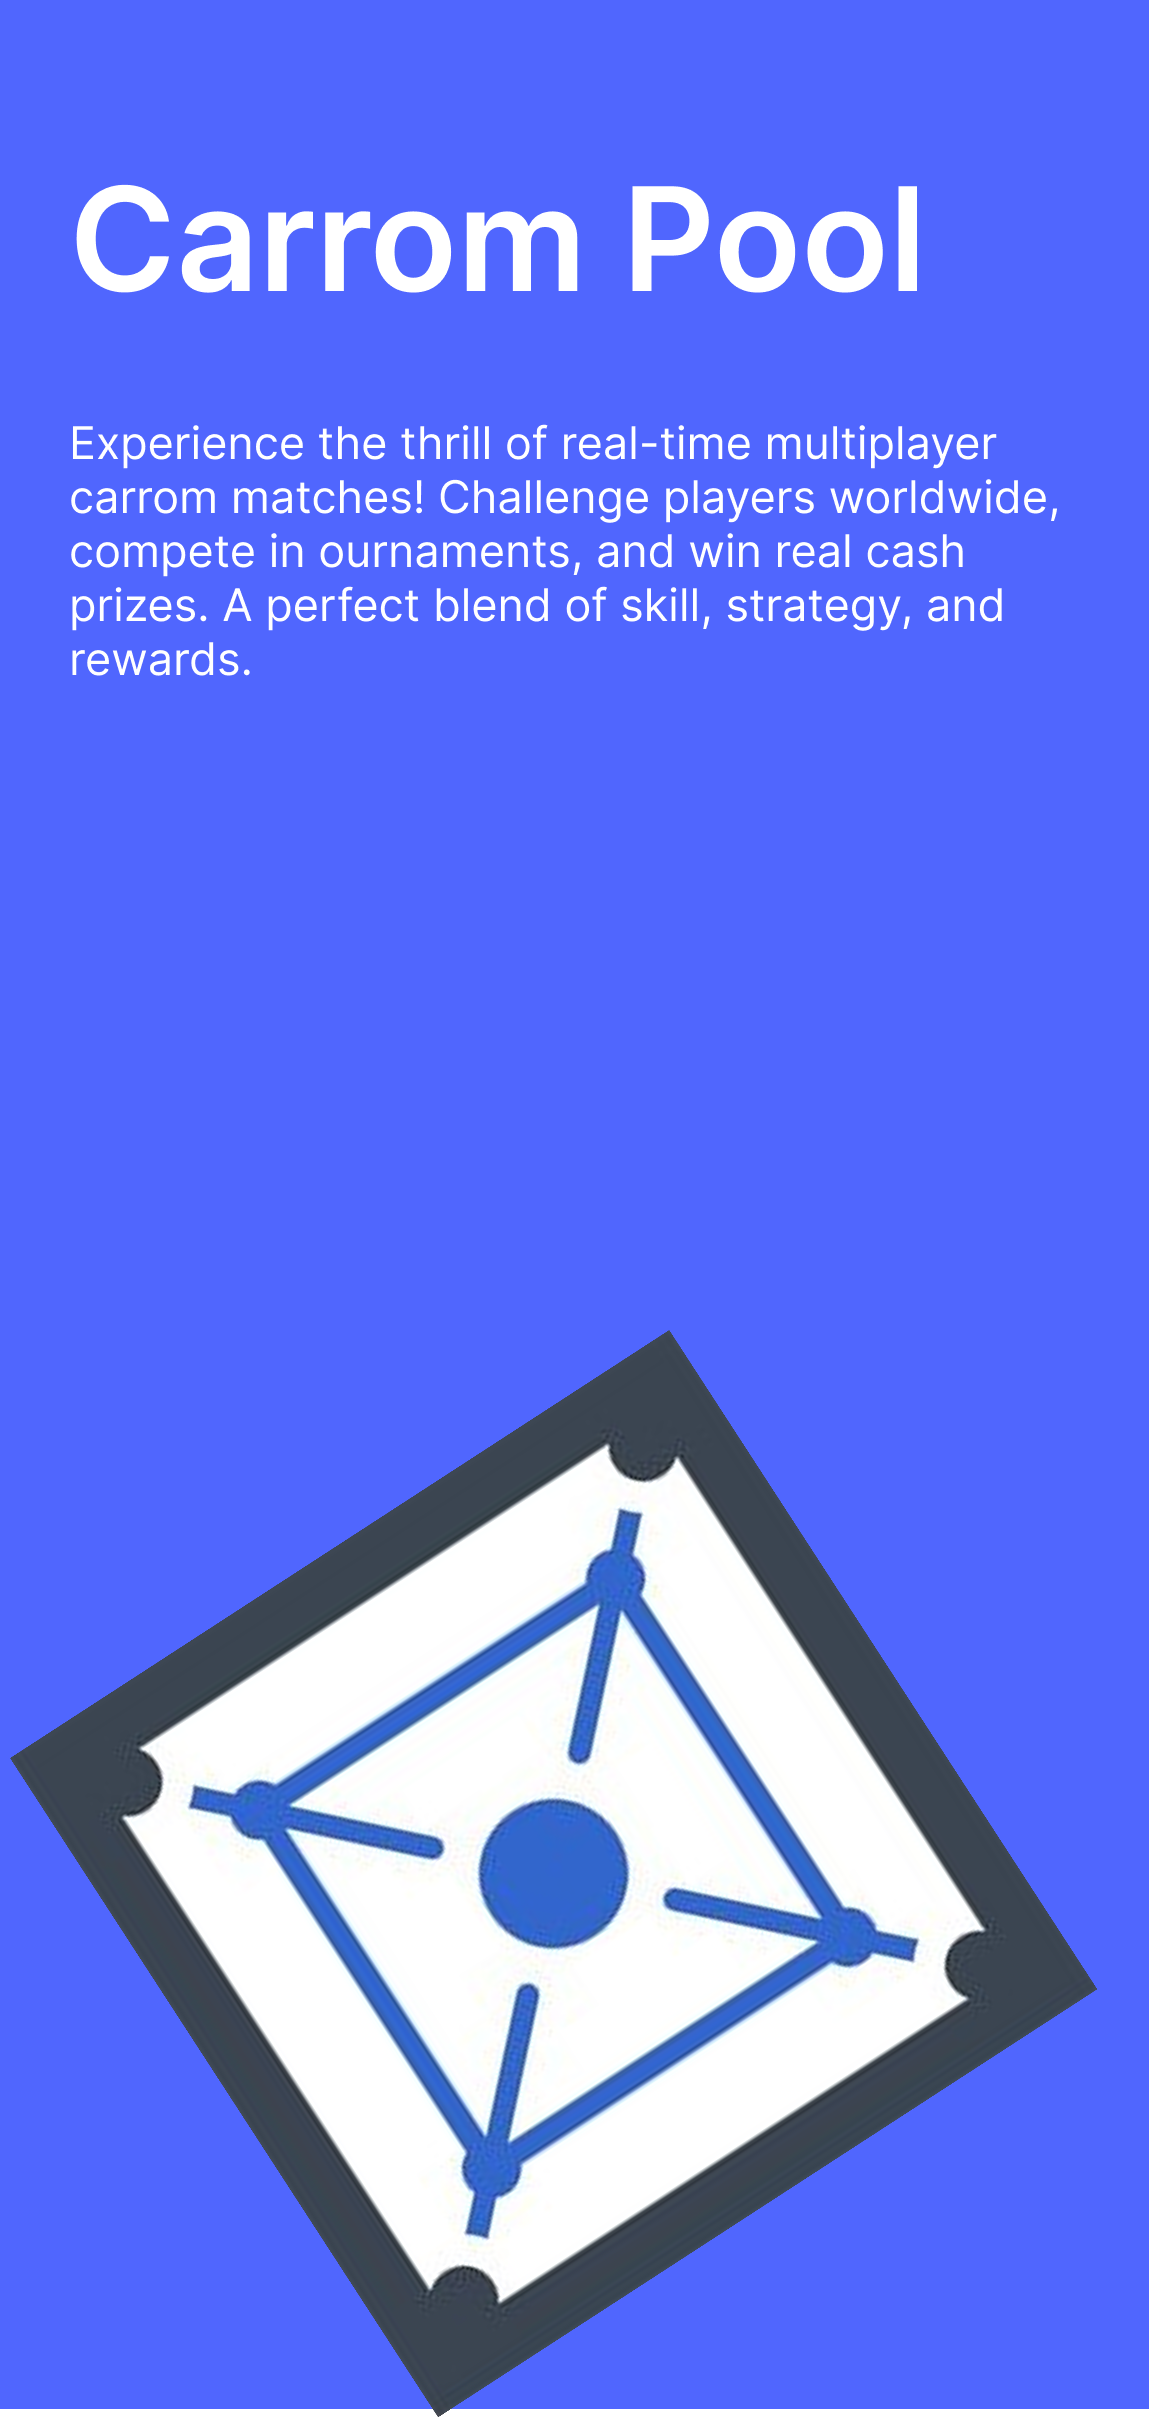 Carrom Pool
Experience the thrill of real-time multiplayer
carrom matches! Challenge players worldwide,
compete in ournaments, and win real cash
prizes. A perfect blend of skill, strategy, and
rewards.